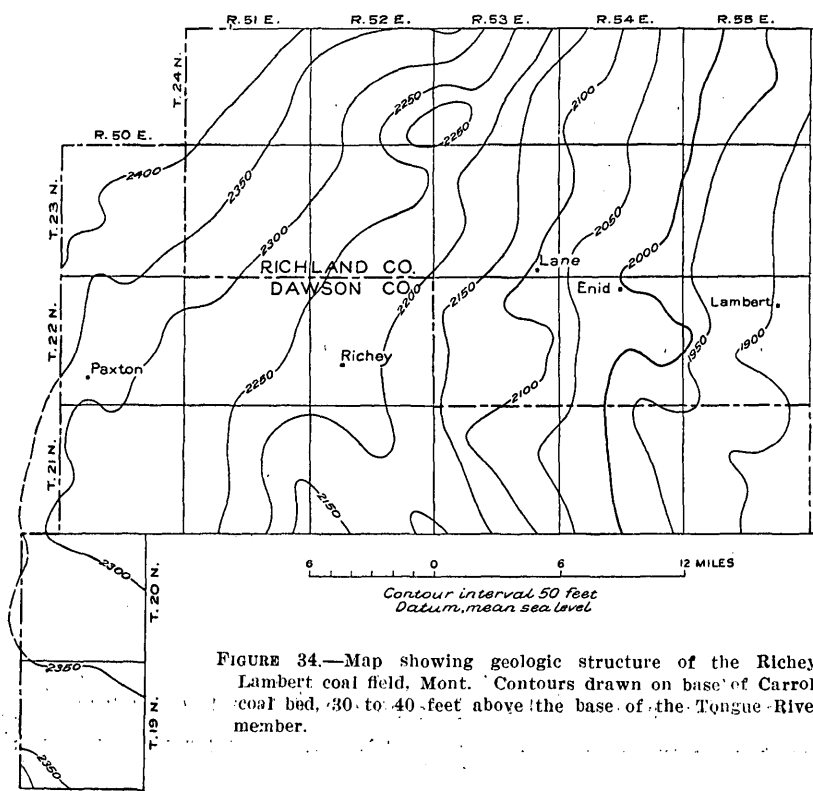 R.51 E. R.52 E. R.53 E. R.54 E. R.55 E.
T.24 N.
R.50 E.
2250
2100
2250
2400
2350
T.23 N.
2300
2050
2000
RICHLAND CO.
DAWSON CO.
Lane
Enid
Lambert
2200
2150
T.22 N.
Paxton
Richey
1950
1900
2250
2100
T.21 N.
2150
2300
T.20 N.
6 0 6 12 MILES
Contour interval 50 feet
Datum, mean sea level
2350
T.19 N.
2350
FIGURE 34.—Map showing geologic structure of the Richey
Lambert coal field, Mont. Contours drawn on base of Carrol
coal bed, 30 to 40 feet above the base of the Tongue Rive
member.